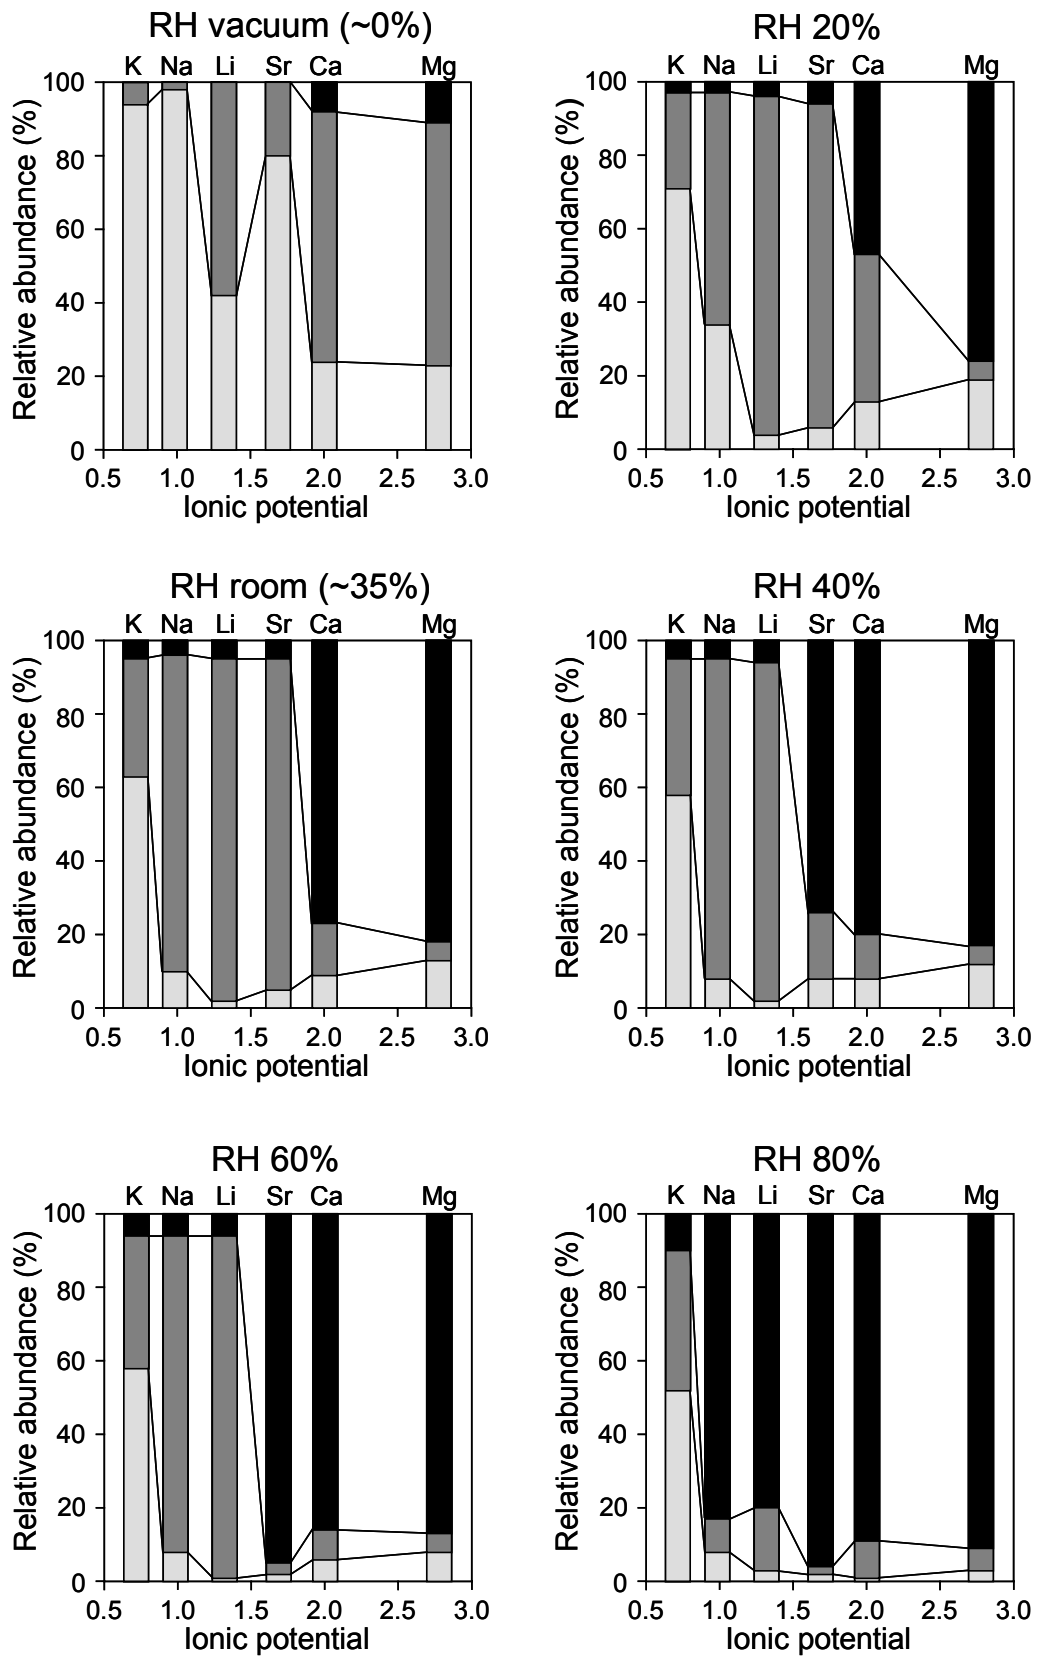 RH vacuum (~0%)
K Na Li Sr Ca Mg
Relative abundance (%)
100
80
60
40
20
0
0.5 1.0 1.5 2.0 2.5 3.0
Ionic potential
RH 20%
K Na Li Sr Ca Mg
Relative abundance (%)
100
80
60
40
20
0
0.5 1.0 1.5 2.0 2.5 3.0
Ionic potential
RH room (~35%)
K Na Li Sr Ca Mg
Relative abundance (%)
100
80
60
40
20
0
0.5 1.0 1.5 2.0 2.5 3.0
Ionic potential
RH 40%
K Na Li Sr Ca Mg
Relative abundance (%)
100
80
60
40
20
0
0.5 1.0 1.5 2.0 2.5 3.0
Ionic potential
RH 60%
K Na Li Sr Ca Mg
Relative abundance (%)
100
80
60
40
20
0
0.5 1.0 1.5 2.0 2.5 3.0
Ionic potential
RH 80%
K Na Li Sr Ca Mg
Relative abundance (%)
100
80
60
40
20
0
0.5 1.0 1.5 2.0 2.5 3.0
Ionic potential